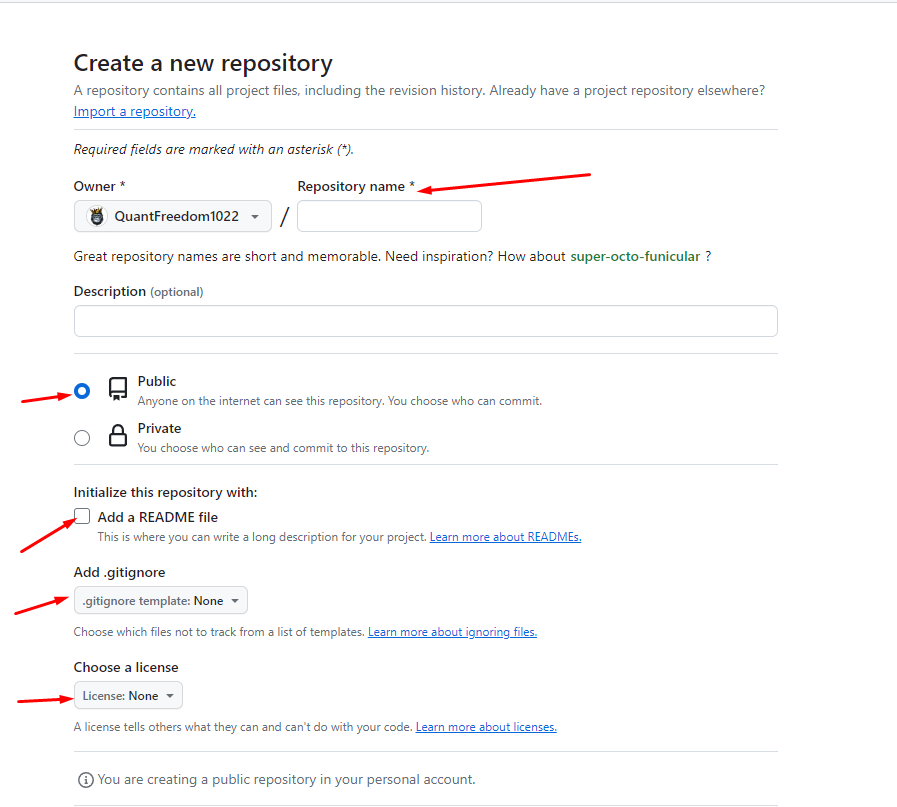 Create a new repository
A repository contains all project files, including the revision history. Already have a project repository elsewhere?
Import a repository.
Required fields are marked with an asterisk (*).
Owner * Repository name *
QuantFreedom1022 /
Great repository names are short and memorable. Need inspiration? How about super-octo-funicular ?
Description (optional)
Public
Anyone on the internet can see this repository. You choose who can commit.
Private
You choose who can see and commit to this repository.
Initialize this repository with:
Add a README file
This is where you can write a long description for your project. Learn more about READMEs.
Add .gitignore
.gitignore template: None
Choose which files not to track from a list of templates. Learn more about ignoring files.
Choose a license
License: None
A license tells others what they can and can't do with your code. Learn more about licenses.
You are creating a public repository in your personal account.